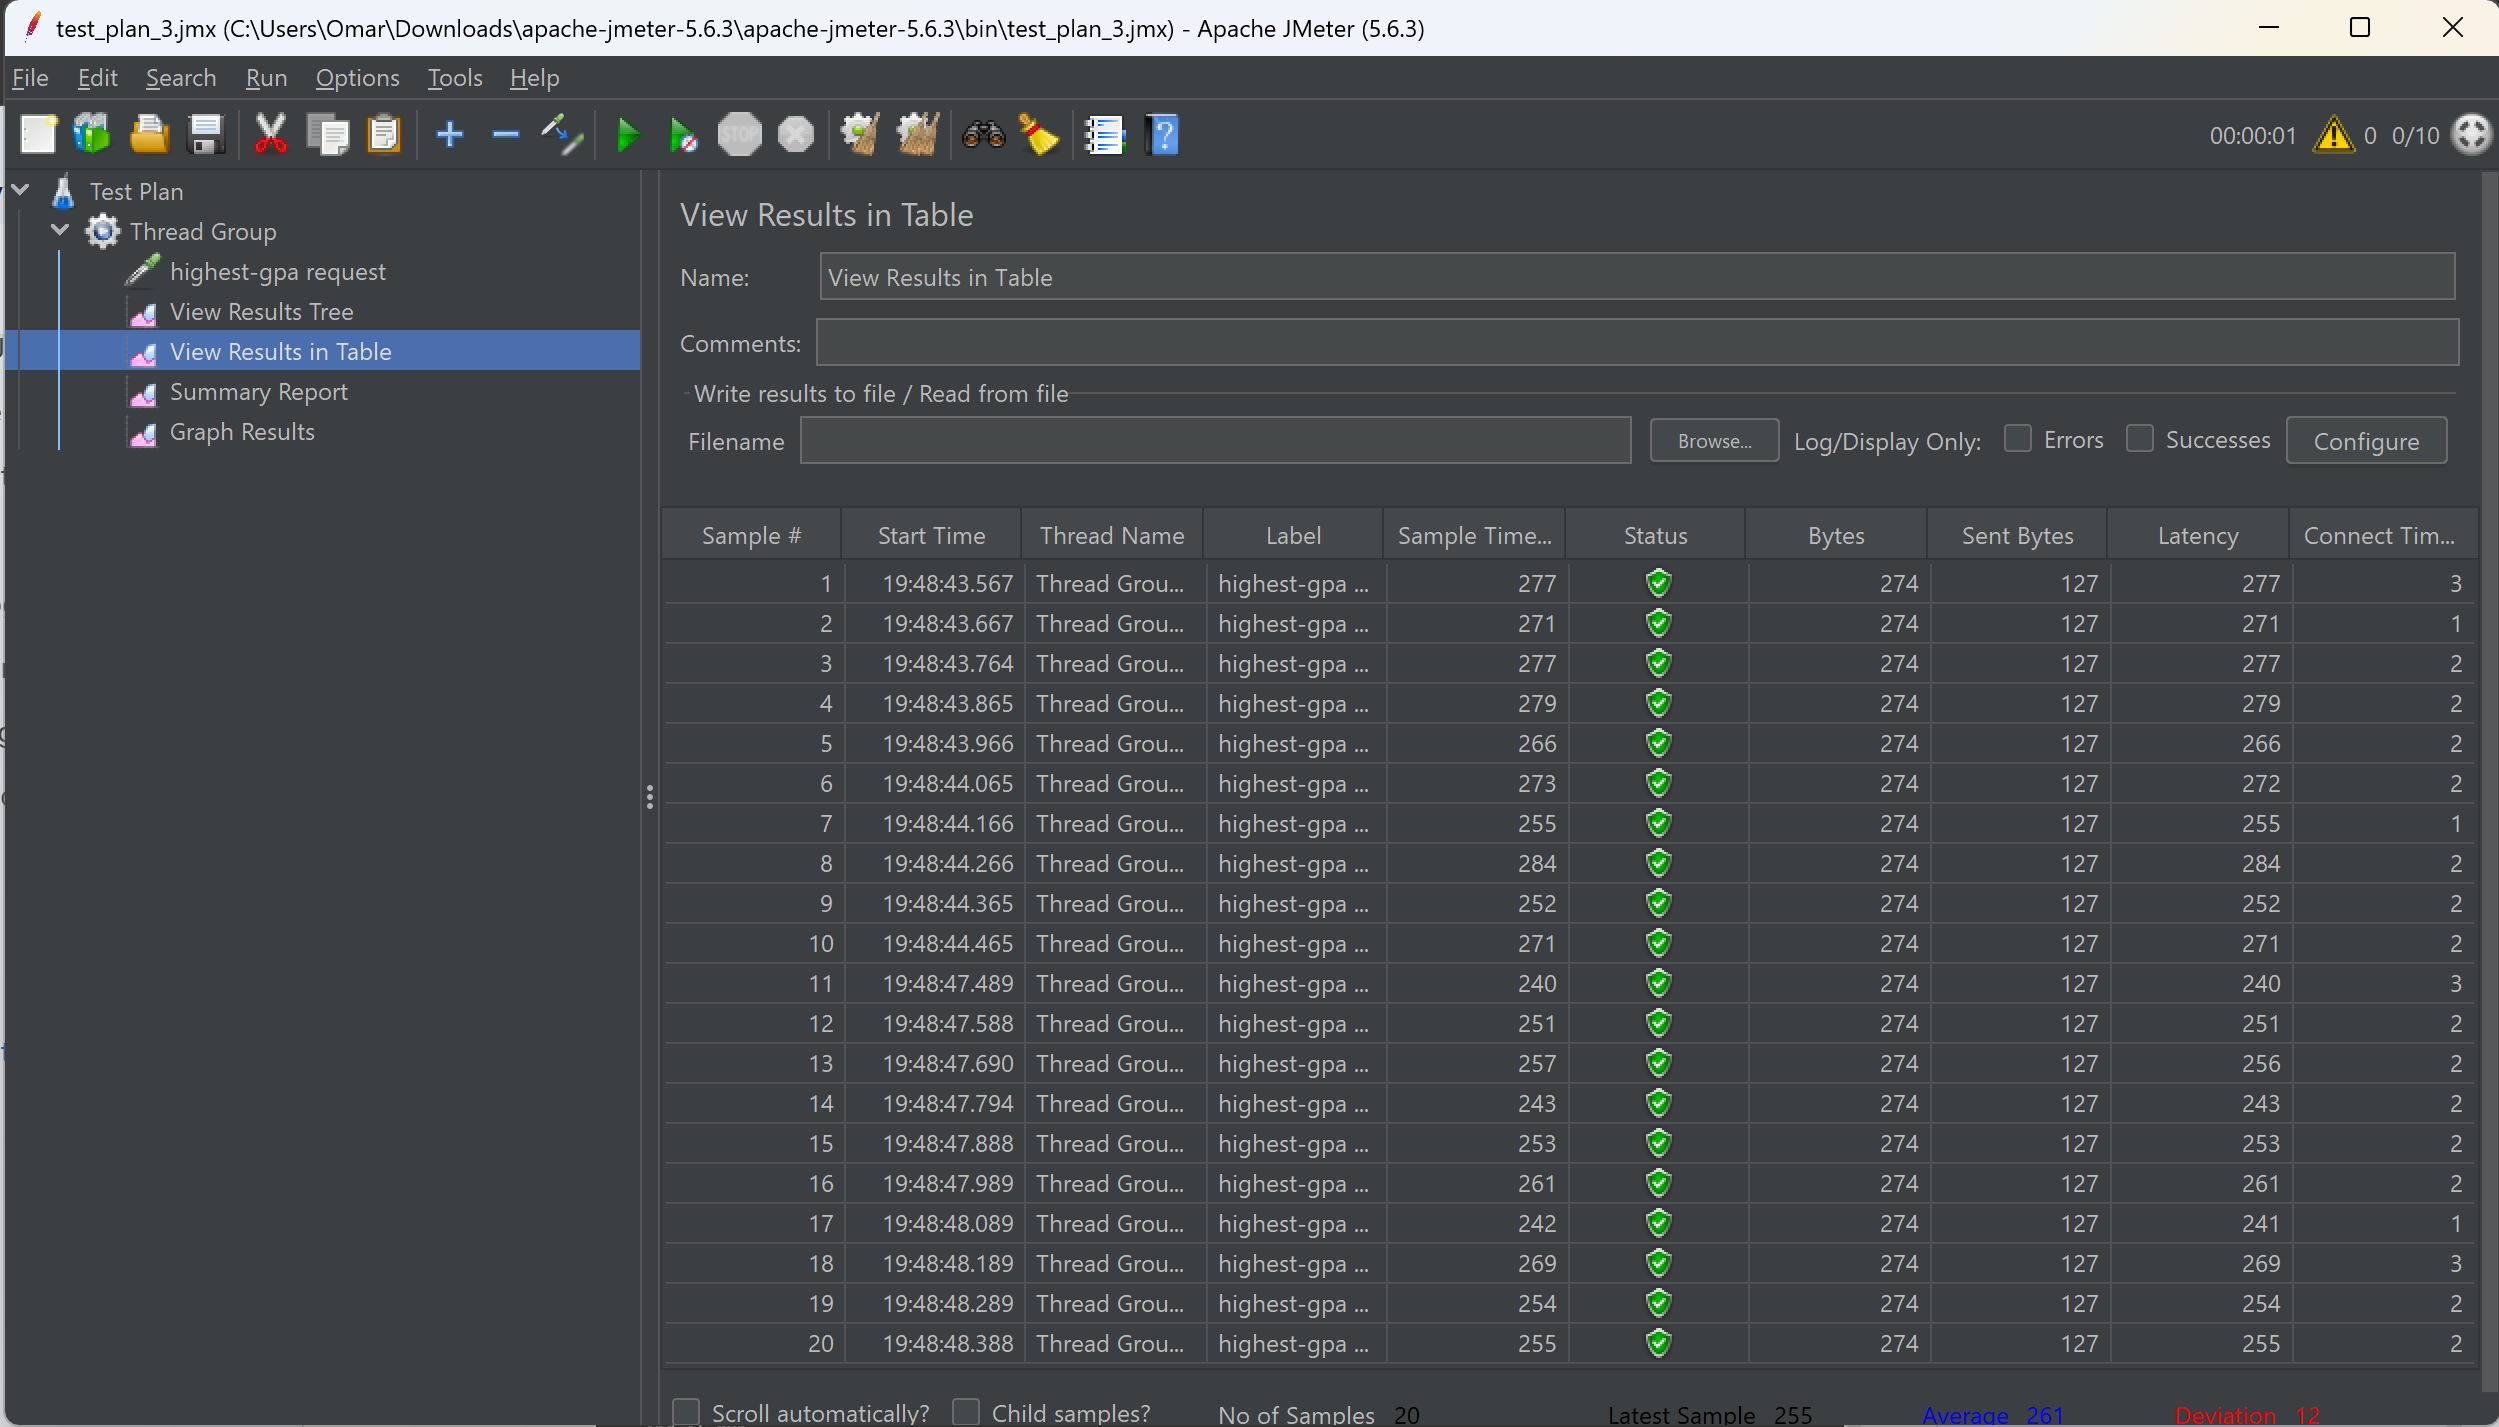 test_plan_3.jmx (C:\Users\Omar\Downloads\apache-jmeter-5.6.3\apache-jmeter-5.6.3\bin\test_plan_3.jmx) - Apache JMeter (5.6.3)
File Edit Search Run Options Tools Help
STOP 00:00:01 0 0/10
Test Plan
Thread Group
highest-gpa request
View Results Tree
View Results in Table
Summary Report
Graph Results
View Results in Table
Name: View Results in Table
Comments:
Write results to file / Read from file
Filename Browse... Log/Display Only: Errors Successes Configure
Sample # Start Time Thread Name Label Sample Time... Status Bytes Sent Bytes Latency Connect Tim...
1 19:48:43.567 Thread Grou... highest-gpa ... 277 274 127 277 3
2 19:48:43.667 Thread Grou... highest-gpa ... 271 274 127 271 1
3 19:48:43.764 Thread Grou... highest-gpa ... 277 274 127 277 2
4 19:48:43.865 Thread Grou... highest-gpa ... 279 274 127 279 2
5 19:48:43.966 Thread Grou... highest-gpa ... 266 274 127 266 2
6 19:48:44.065 Thread Grou... highest-gpa ... 273 274 127 272 2
7 19:48:44.166 Thread Grou... highest-gpa ... 255 274 127 255 1
8 19:48:44.266 Thread Grou... highest-gpa ... 284 274 127 284 2
9 19:48:44.365 Thread Grou... highest-gpa ... 252 274 127 252 2
10 19:48:44.465 Thread Grou... highest-gpa ... 271 274 127 271 2
11 19:48:47.489 Thread Grou... highest-gpa ... 240 274 127 240 3
12 19:48:47.588 Thread Grou... highest-gpa ... 251 274 127 251 2
13 19:48:47.690 Thread Grou... highest-gpa ... 257 274 127 256 2
14 19:48:47.794 Thread Grou... highest-gpa ... 243 274 127 243 2
15 19:48:47.888 Thread Grou... highest-gpa ... 253 274 127 253 2
16 19:48:47.989 Thread Grou... highest-gpa ... 261 274 127 261 2
17 19:48:48.089 Thread Grou... highest-gpa ... 242 274 127 241 1
18 19:48:48.189 Thread Grou... highest-gpa ... 269 274 127 269 3
19 19:48:48.289 Thread Grou... highest-gpa ... 254 274 127 254 2
20 19:48:48.388 Thread Grou... highest-gpa ... 255 274 127 255 2
Scroll automatically? Child samples? No of Samples 20 Latest Sample 255 Average 261 Deviation 12